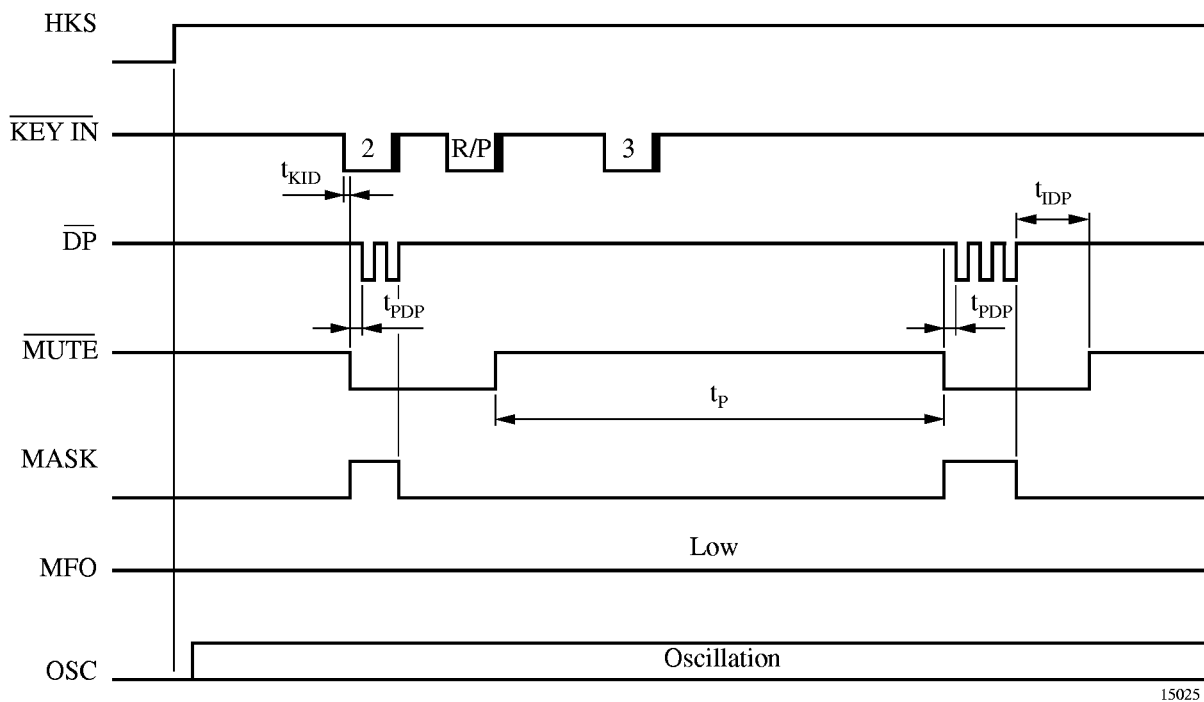 HKS
KEY IN
2
R/P
3
tKID
tIDP
DP
tPDP
tPDP
MUTE
tP
MASK
Low
MFO
Oscillation
OSC
15025